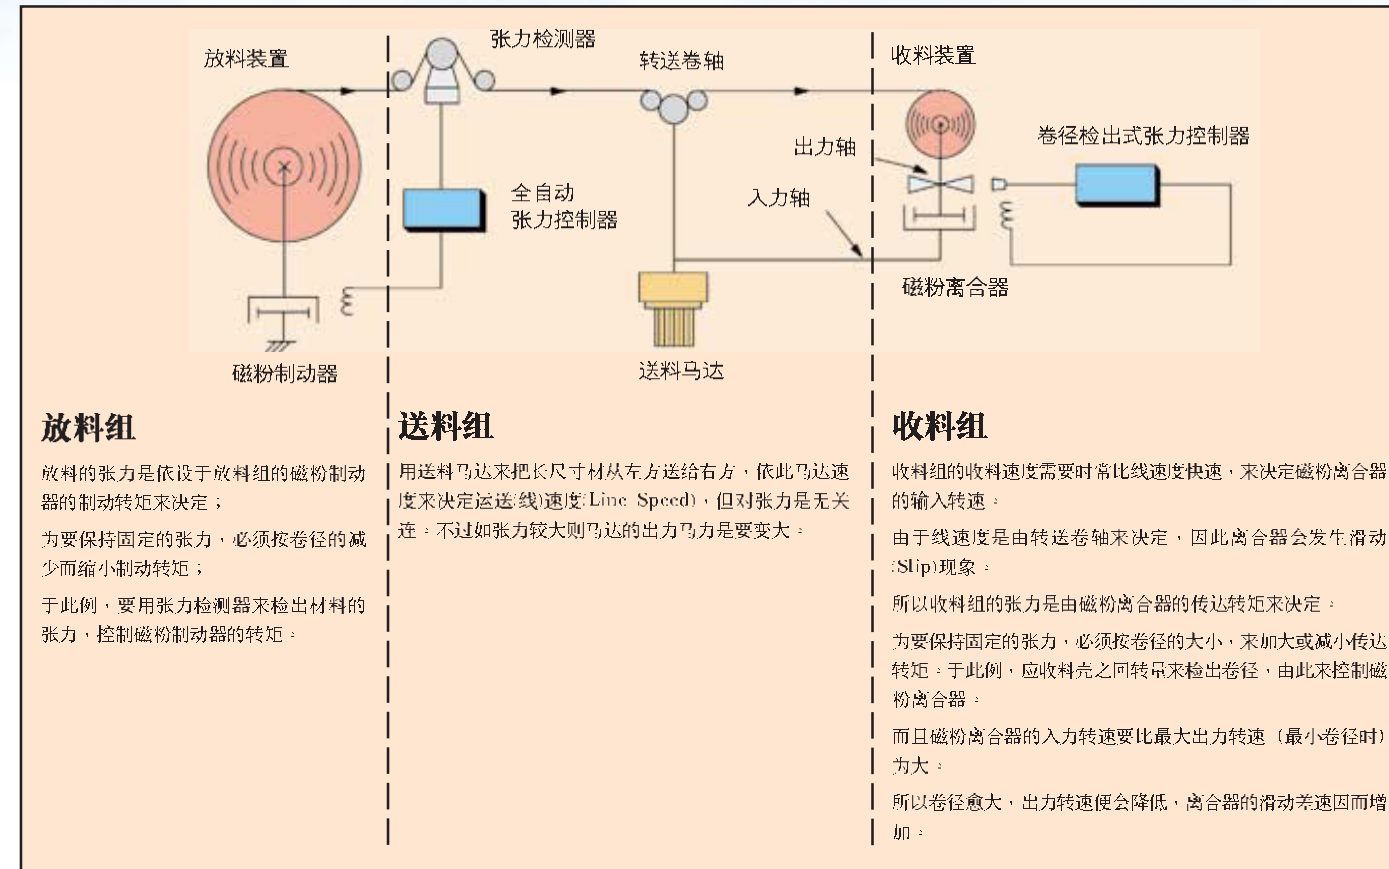 放料装置
张力检测器
转送卷轴
收料装置
出力轴
卷径检出式张力控制器
全自动
张力控制器
入力轴
磁粉离合器
磁粉制动器
送料马达
放料组
放料的张力是依设于放料组的磁粉制动
器的制动转矩来决定；
为要保持固定的张力，必须按卷径的减
少而缩小制动转矩；
于此例，要用张力检测器来检出材料的
张力，控制磁粉制动器的转矩。
送料组
用送料马达来把长尺寸材从左方送给右方，依此马达速
度来决定运送(线)速度(Line Speed)，但对张力是无关
连。不过如张力较大则马达的出力马力是要变大。
收料组
收料组的收料速度需要时常比线速度快速，来决定磁粉离合器
的输入转速。
由于线速度是由转送卷轴来决定，因此离合器会发生滑动
(Slip)现象。
所以收料组的张力是由磁粉离合器的传达转矩来决定。
为要保持固定的张力，必须按卷径的大小，来加大或减小传达
转矩。于此例，应收料壳之回转量来检出卷径，由此来控制磁
粉离合器。
而且磁粉离合器的入力转速要比最大出力转速（最小卷径时）
为大。
所以卷径愈大，出力转速便会降低，离合器的滑动差速因而增
加。